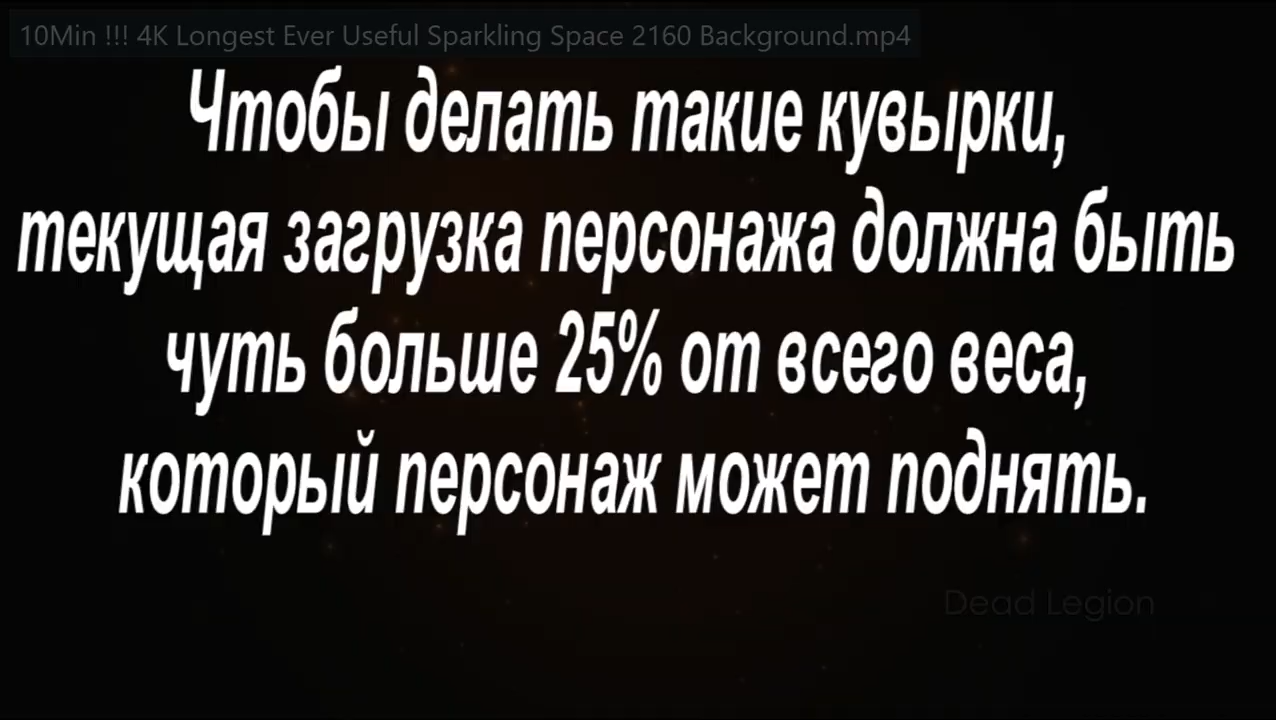 10Min !!! 4K Longest Ever Useful Sparkling Space 2160 Background.mp4
Чтобы делать такие кувырки,
текущая загрузка персонажа должна быть
чуть больше 25% от всего веса,
который персонаж может поднять.
Dead Legion